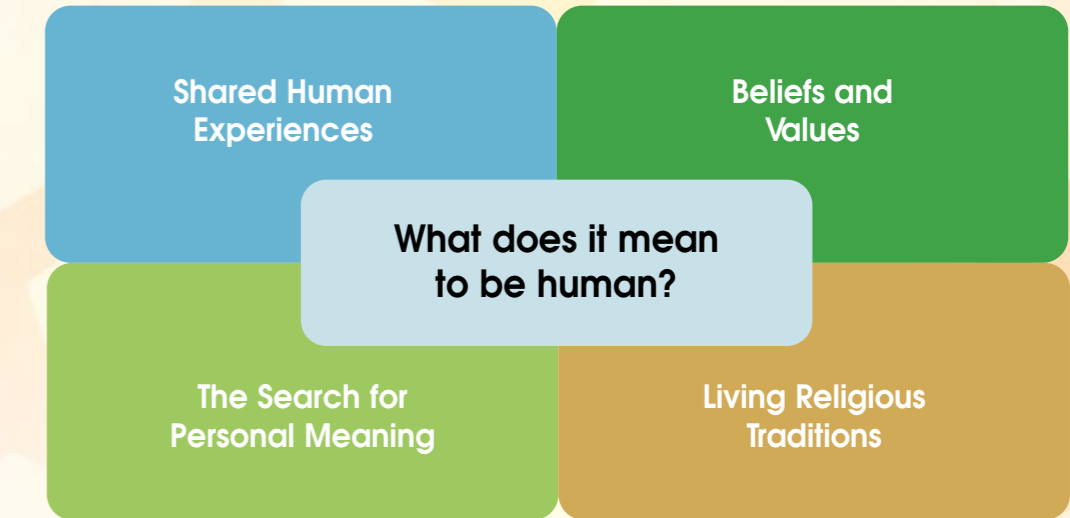 Shared Human
Experiences
Beliefs and
Values
What does it mean
to be human?
The Search for
Personal Meaning
Living Religious
Traditions